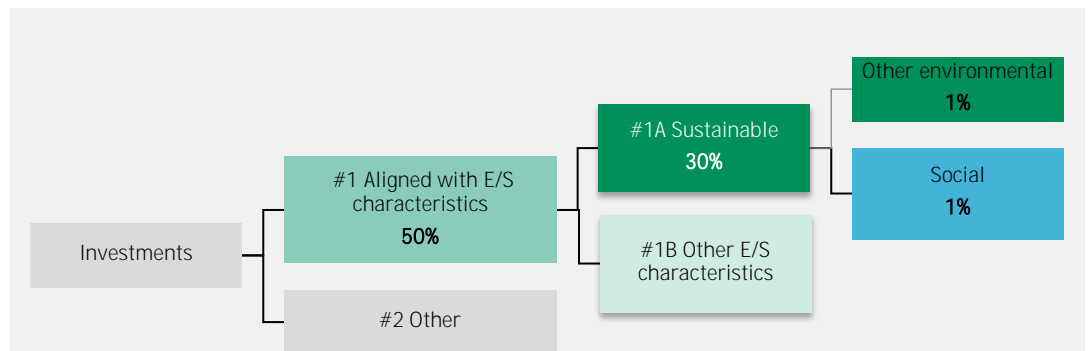 Investments
#1 Aligned with E/S
characteristics
50%
#2 Other
#1A Sustainable
30%
#1B Other E/S
characteristics
Other environmental
1%
Social
1%